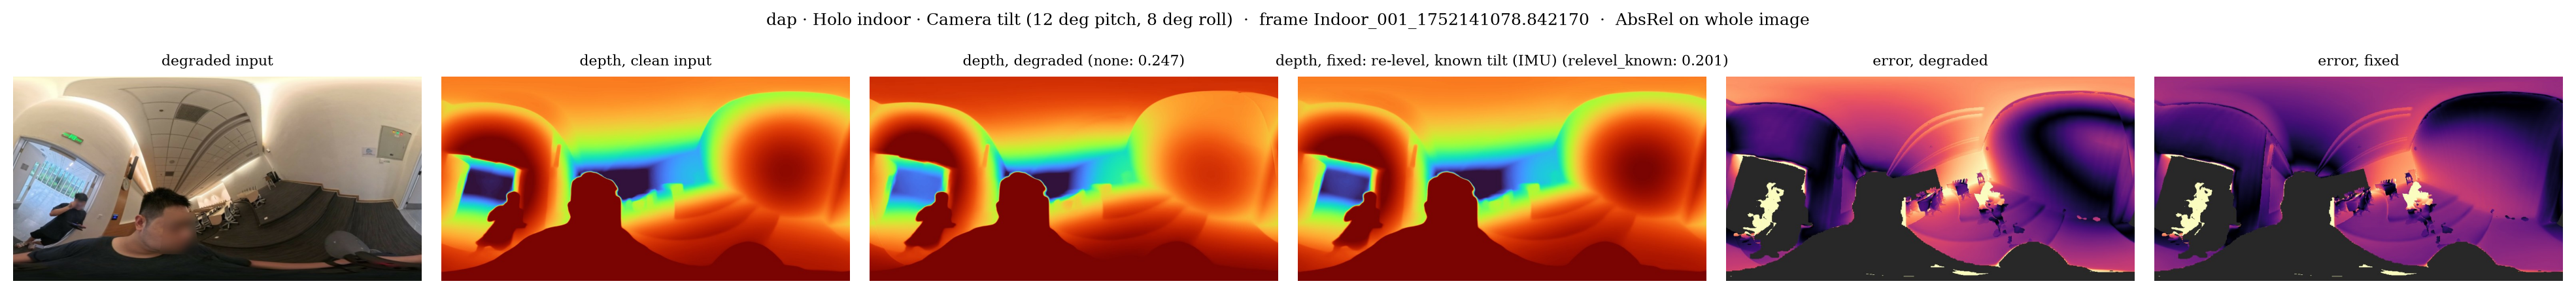 dap · Holo indoor · Camera tilt (12 deg pitch, 8 deg roll) · frame Indoor_001_1752141078.842170 · AbsRel on whole image
degraded input
depth, clean input
depth, degraded (none: 0.247)
depth, fixed: re-level, known tilt (IMU) (relevel_known: 0.201)
error, degraded
error, fixed